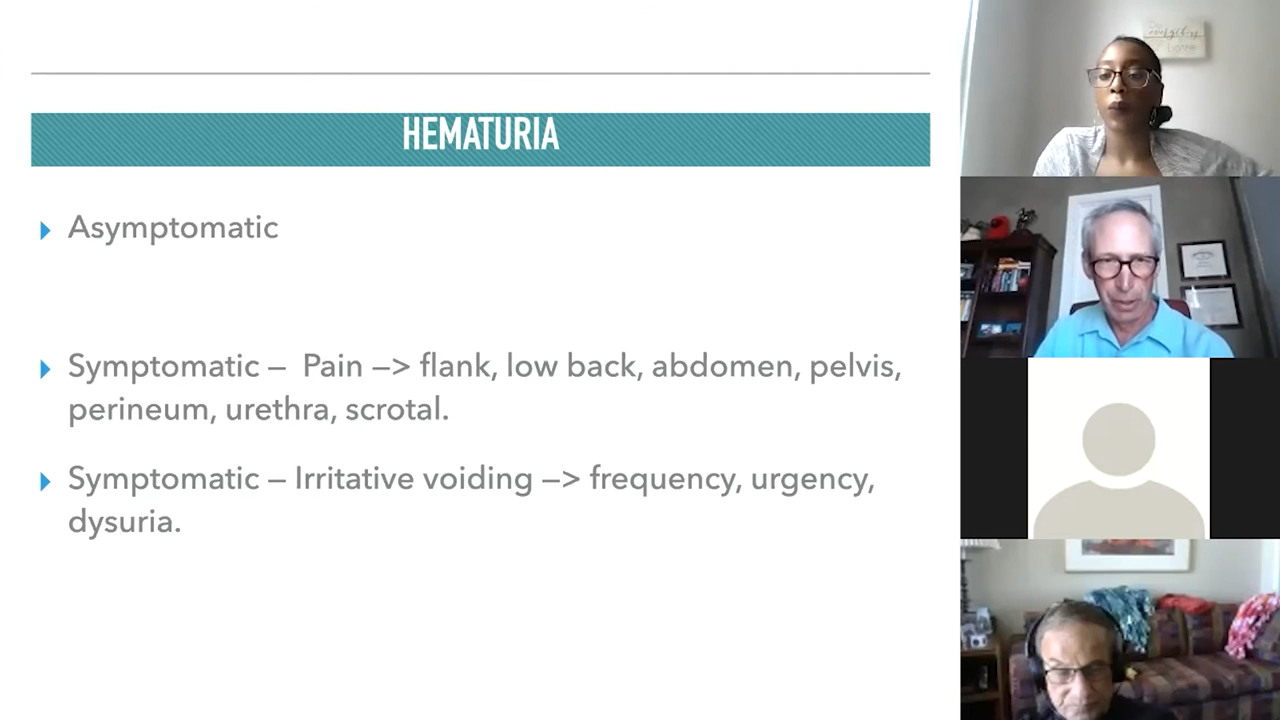 HEMATURIA
Asymptomatic
Symptomatic – Pain –> flank, low back, abdomen, pelvis,
perineum, urethra, scrotal.
Symptomatic – Irritative voiding –> frequency, urgency,
dysuria.